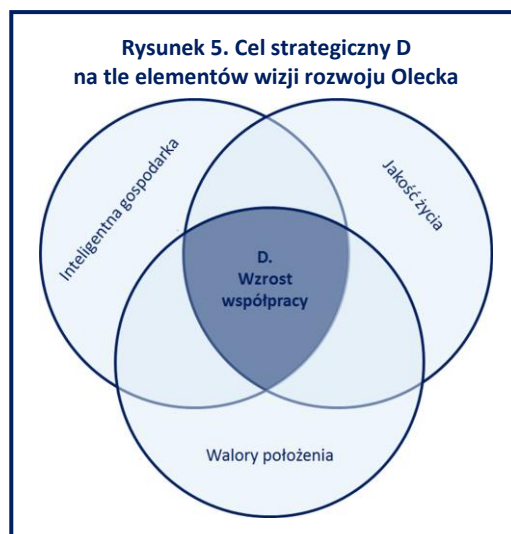 Rysunek 5. Cel strategiczny D
na tle elementów wizji rozwoju Olecka
Inteligentna gospodarka
Jakość życia
D.
Wzrost
współpracy
Walory położenia